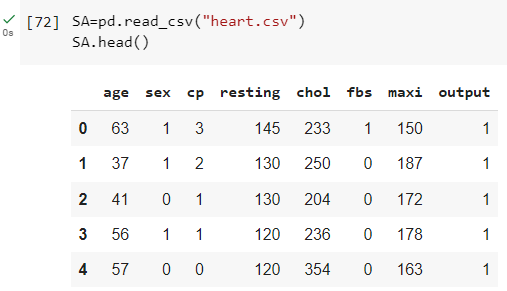 [72] SA=pd.read_csv("heart.csv")
0s SA.head()
age sex cp resting chol fbs maxi output
0 63 1 3 145 233 1 150 1
1 37 1 2 130 250 0 187 1
2 41 0 1 130 204 0 172 1
3 56 1 1 120 236 0 178 1
4 57 0 0 120 354 0 163 1